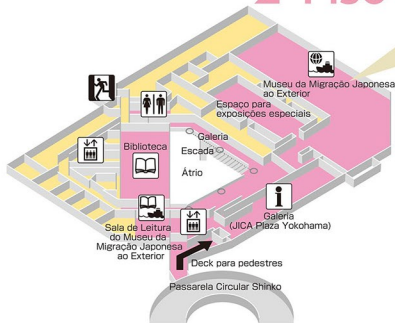 2º Piso
Museu da Migração Japonesa
ao Exterior
Espaço para
exposições especiais
Galeria
Biblioteca
Escada
Átrio
Galeria
(JICA Plaza Yokohama)
Sala de Leitura
do Museu da
Migração Japonesa
ao Exterior
Deck para pedestres
Passarela Circular Shinko